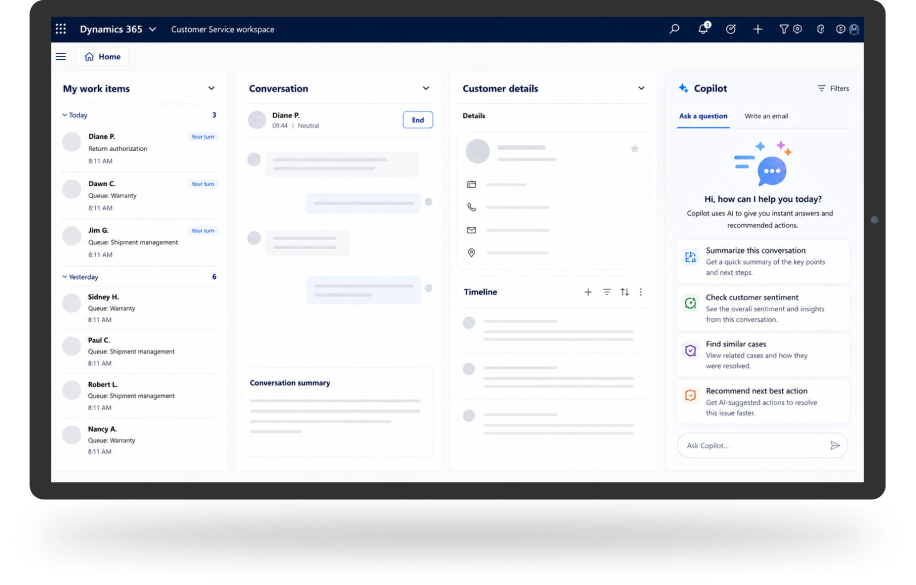 Dynamics 365
Customer Service workspace
3
Home
My work items
Today
3
Diane P.
Your turn
Return authorization
8:11 AM
Dawn C.
Your turn
Queue: Warranty
8:11 AM
Jim G.
Your turn
Queue: Shipment management
8:11 AM
Yesterday
6
Sidney H.
Queue: Warranty
8:11 AM
Paul C.
Queue: Shipment management
8:11 AM
Robert L.
Queue: Shipment management
8:11 AM
Nancy A.
Queue: Warranty
8:11 AM
Conversation
Diane P.
09:44 | Neutral
End
Conversation summary
Customer details
Details
Timeline
Copilot
Filters
Ask a question
Write an email
Hi, how can I help you today?
Copilot uses AI to give you instant answers and
recommended actions.
Summarize this conversation
Get a quick summary of the key points
and next steps.
Check customer sentiment
See the overall sentiment and insights
from this conversation.
Find similar cases
View related cases and how they
were resolved.
Recommend next best action
Get AI-suggested actions to resolve
this issue faster.
Ask Copilot...